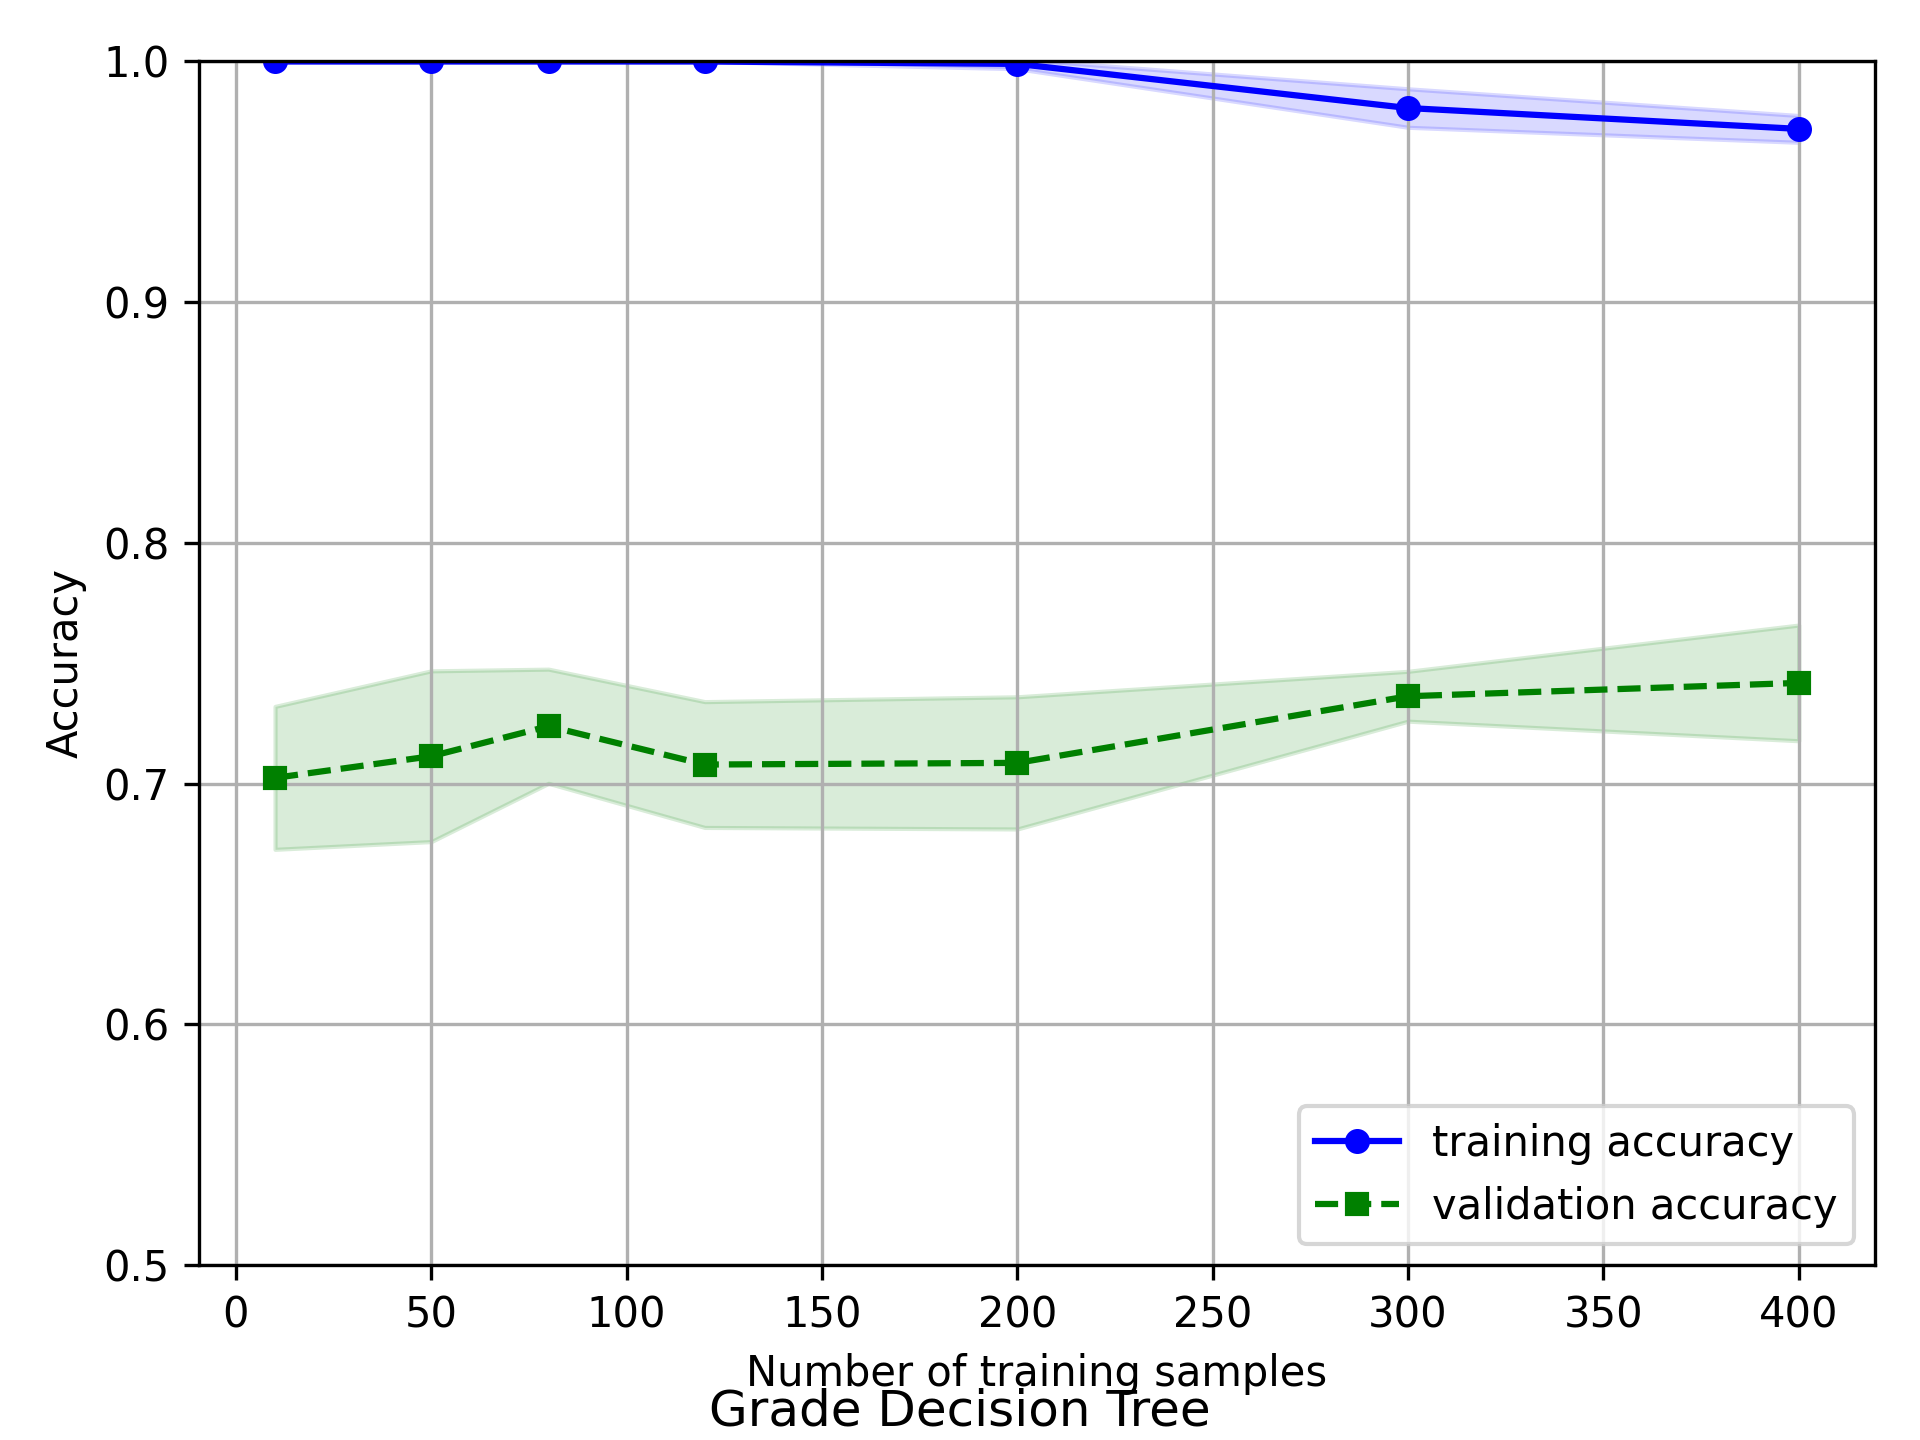 1.0
0.9
0.8
0.7
0.6
0.5
Accuracy
training accuracy
validation accuracy
0 50 100 150 200 250 300 350 400
Number of training samples
Grade Decision Tree